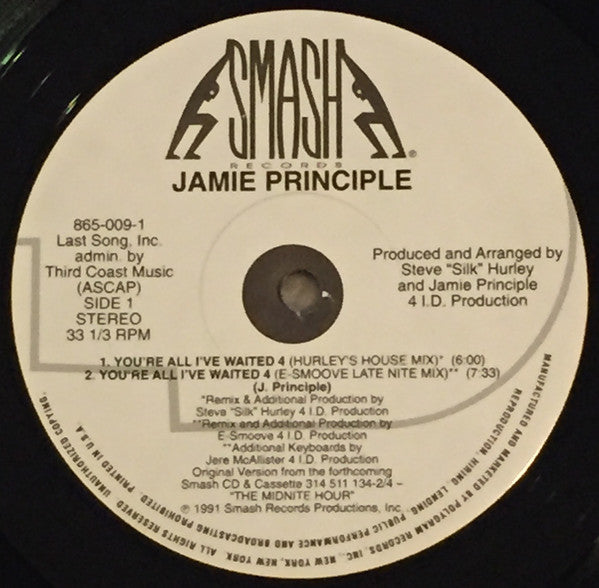 SMASH
RECORDS
®
JAMIE PRINCIPLE
865-009-1
Last Song, Inc.
admin. by
Third Coast Music
(ASCAP)
SIDE 1
STEREO
33 1/3 RPM
Produced and Arranged by
Steve "Silk" Hurley
and Jamie Principle
4 I.D. Production
1. YOU'RE ALL I'VE WAITED 4 (HURLEY'S HOUSE MIX)* (6:00)
2. YOU'RE ALL I'VE WAITED 4 (E-SMOOVE LATE NITE MIX)** (7:33)
(J. Principle)
*Remix & Additional Production by
Steve "Silk" Hurley 4 I.D. Production
**Remix and Additional Production by
E-Smoove 4 I.D. Production
**Additional Keyboards by
Jere McAllister 4 I.D. Production
Original Version from the forthcoming
Smash CD & Cassette 314 511 134-2/4 –
"THE MIDNITE HOUR"
℗ 1991 Smash Records Productions, Inc.
MANUFACTURED AND MARKETED BY POLYGRAM RECORDS, INC., NEW YORK, NEW YORK. ALL RIGHTS RESERVED. UNAUTHORIZED COPYING, REPRODUCTION, HIRING, LENDING, PUBLIC PERFORMANCE AND BROADCASTING PROHIBITED. PRINTED IN U.S.A.